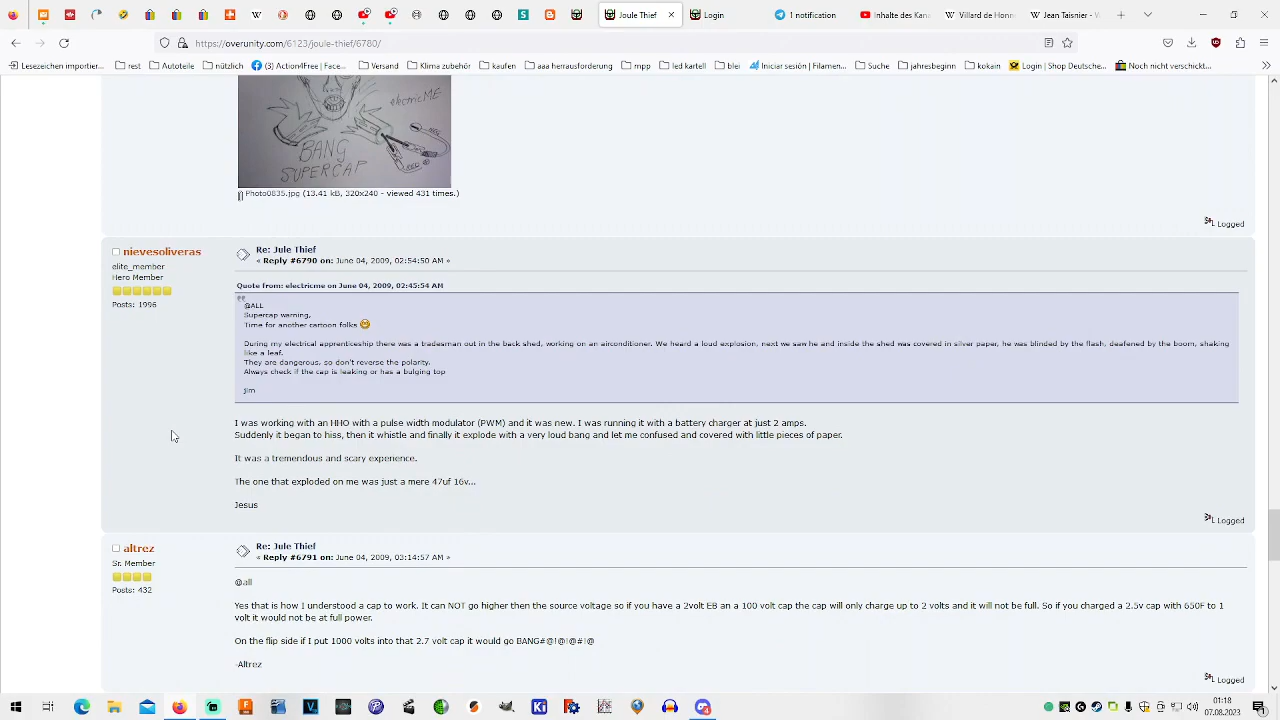 Joule Thief
Login
1 notification
Inhalte des Kan
Villard de Honn
Jean Taisnier - V
https://overunity.com/6123/joule-thief/6780/
Lesezeichen importier...
rest
Autoteile
nützlich
(3) Action4Free | Face...
Versand
Klima zubehör
kaufen
aaa herrausforderung
mpp
led kartell
blei
Iniciar sesión | Filamen...
Suche
jahresbeginn
kokain
Login | Shop Deutsche...
Noch nicht verschickt...
electricME
BANG
SUPERCAP
RED
Photo0835.jpg (13.41 kB, 320x240 - viewed 431 times.)
Logged
nievesoliveras
elite_member
Hero Member
Posts: 1996
Re: Jule Thief
« Reply #6790 on: June 04, 2009, 02:54:50 AM »
Quote from: electricme on June 04, 2009, 02:45:54 AM
@ALL
Supercap warning,
Time for another cartoon folks
During my electrical apprenticeship there was a tradesman out in the back shed, working on an airconditioner. We heard a loud explosion, next we saw he and inside the shed was covered in silver paper, he was blinded by the flash, deafened by the boom, shaking
like a leaf.
They are dangerous, so don't reverse the polarity.
Always check if the cap is leaking or has a bulging top
jim
I was working with an HHO with a pulse width modulator (PWM) and it was new. I was running it with a battery charger at just 2 amps.
Suddenly it began to hiss, then it whistle and finally it explode with a very loud bang and let me confused and covered with little pieces of paper.
It was a tremendous and scary experience.
The one that exploded on me was just a mere 47uf 16v...
Jesus
Logged
altrez
Sr. Member
Posts: 432
Re: Jule Thief
« Reply #6791 on: June 04, 2009, 03:14:57 AM »
@all
Yes that is how I understood a cap to work. It can NOT go higher then the source voltage so if you have a 2volt EB an a 100 volt cap the cap will only charge up to 2 volts and it will not be full. So if you charged a 2.5v cap with 650F to 1
volt it would not be at full power.
On the flip side if I put 1000 volts into that 2.7 volt cap it would go BANG#@!@!@#!@
-Altrez
Logged
01:18
07.08.2023